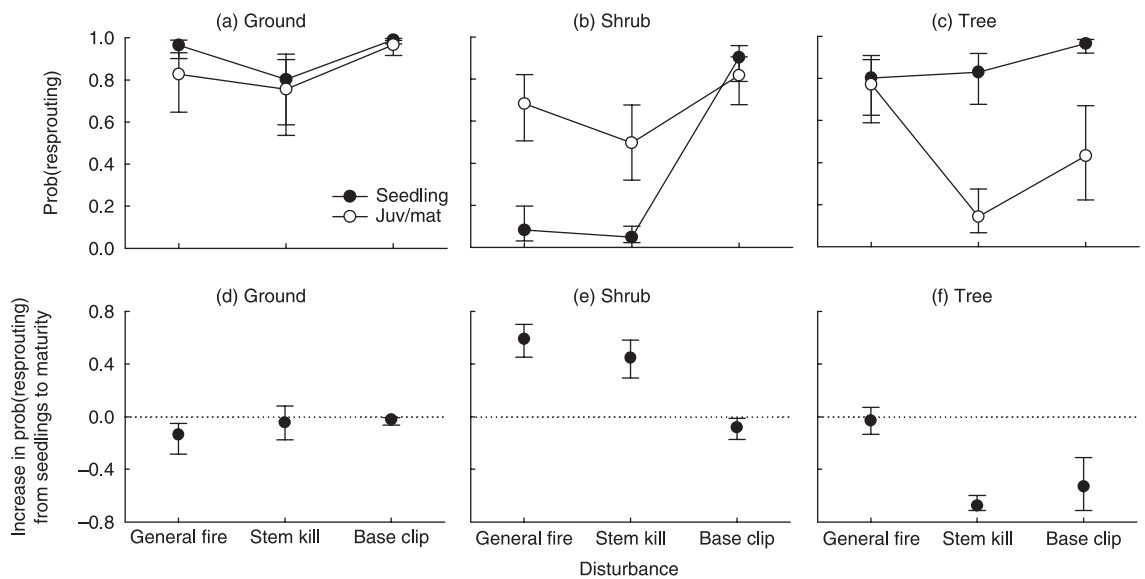 (a) Ground
(b) Shrub
(c) Tree
Prob(resprouting)
1.0
0.8
0.6
0.4
0.2
0.0
Seedling
Juv/mat
(d) Ground
(e) Shrub
(f) Tree
Increase in prob(resprouting)
from seedlings to maturity
0.8
0.4
0.0
–0.4
–0.8
General fire Stem kill Base clip
General fire Stem kill Base clip
General fire Stem kill Base clip
Disturbance